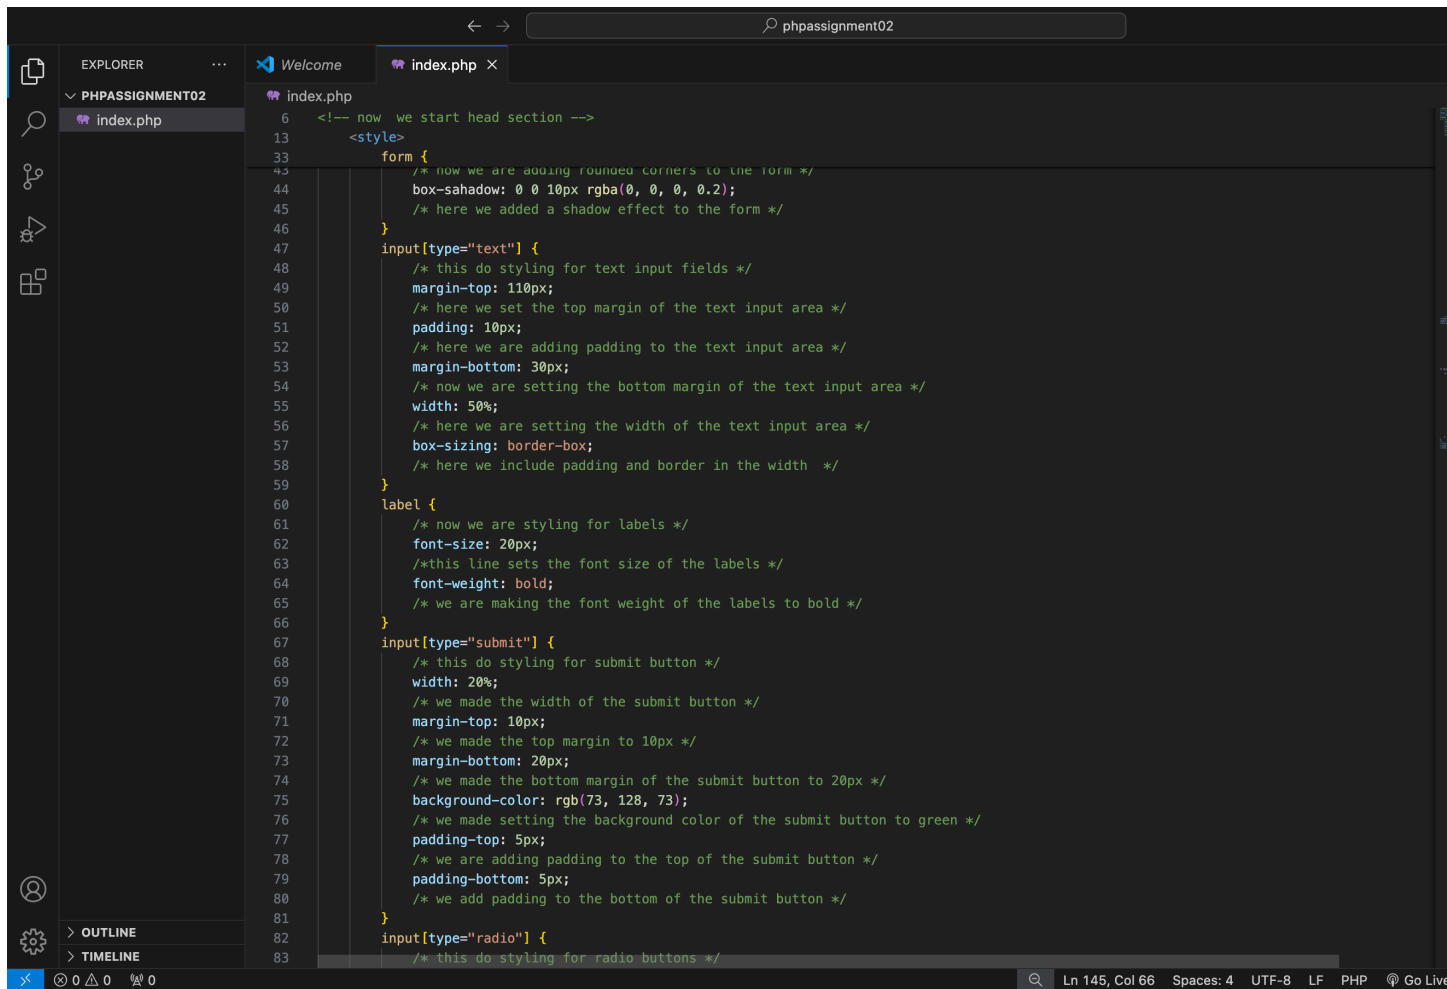 phpassignment02
EXPLORER
Welcome
index.php
PHPASSIGNMENT02
index.php
index.php
6 <!-- now  we start head section -->
13 <style>
33 form {
43 /* now we are adding rounded corners to the form */
44 box-sahadow: 0 0 10px rgba(0, 0, 0, 0.2);
45 /* here we added a shadow effect to the form */
46 }
47 input[type="text"] {
48 /* this do styling for text input fields */
49 margin-top: 110px;
50 /* here we set the top margin of the text input area */
51 padding: 10px;
52 /* here we are adding padding to the text input area */
53 margin-bottom: 30px;
54 /* now we are setting the bottom margin of the text input area */
55 width: 50%;
56 /* here we are setting the width of the text input area */
57 box-sizing: border-box;
58 /* here we include padding and border in the width  */
59 }
60 label {
61 /* now we are styling for labels */
62 font-size: 20px;
63 /*this line sets the font size of the labels */
64 font-weight: bold;
65 /* we are making the font weight of the labels to bold */
66 }
67 input[type="submit"] {
68 /* this do styling for submit button */
69 width: 20%;
70 /* we made the width of the submit button */
71 margin-top: 10px;
72 /* we made the top margin to 10px */
73 margin-bottom: 20px;
74 /* we made the bottom margin of the submit button to 20px */
75 background-color: rgb(73, 128, 73);
76 /* we made setting the background color of the submit button to green */
77 padding-top: 5px;
78 /* we are adding padding to the top of the submit button */
79 padding-bottom: 5px;
80 /* we add padding to the bottom of the submit button */
81 }
82 input[type="radio"] {
83 /* this do styling for radio buttons */
OUTLINE
TIMELINE
0 0 0 Ln 145, Col 66 Spaces: 4 UTF-8 LF PHP Go Live